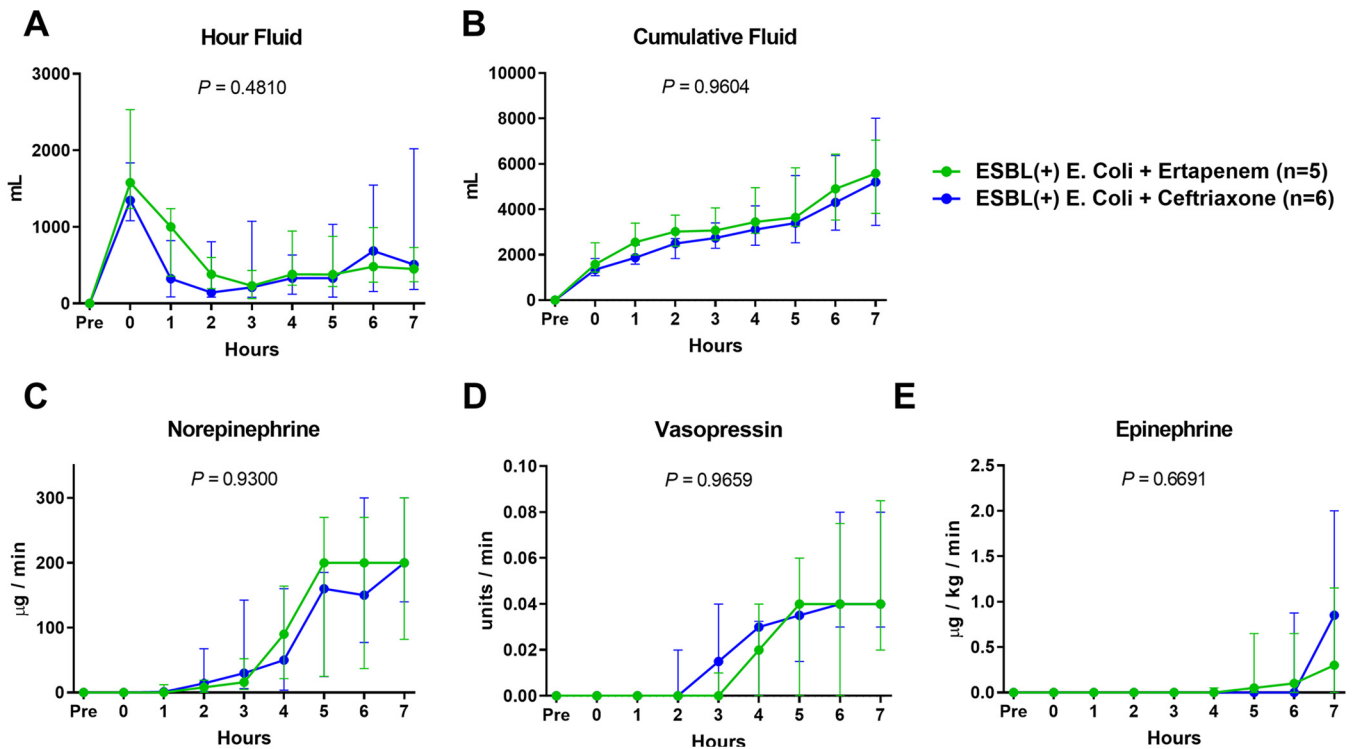 A
Hour Fluid
P = 0.4810
3000
2000
1000
0
mL
Pre 0 1 2 3 4 5 6 7
Hours
B
Cumulative Fluid
P = 0.9604
10000
8000
6000
4000
2000
0
mL
Pre 0 1 2 3 4 5 6 7
Hours
ESBL(+) E. Coli + Ertapenem (n=5)
ESBL(+) E. Coli + Ceftriaxone (n=6)
C
Norepinephrine
P = 0.9300
300
200
100
0
μg / min
Pre 0 1 2 3 4 5 6 7
Hours
D
Vasopressin
P = 0.9659
0.10
0.08
0.06
0.04
0.02
0.00
units / min
Pre 0 1 2 3 4 5 6 7
Hours
E
Epinephrine
P = 0.6691
2.5
2.0
1.5
1.0
0.5
0.0
μg / kg / min
Pre 0 1 2 3 4 5 6 7
Hours